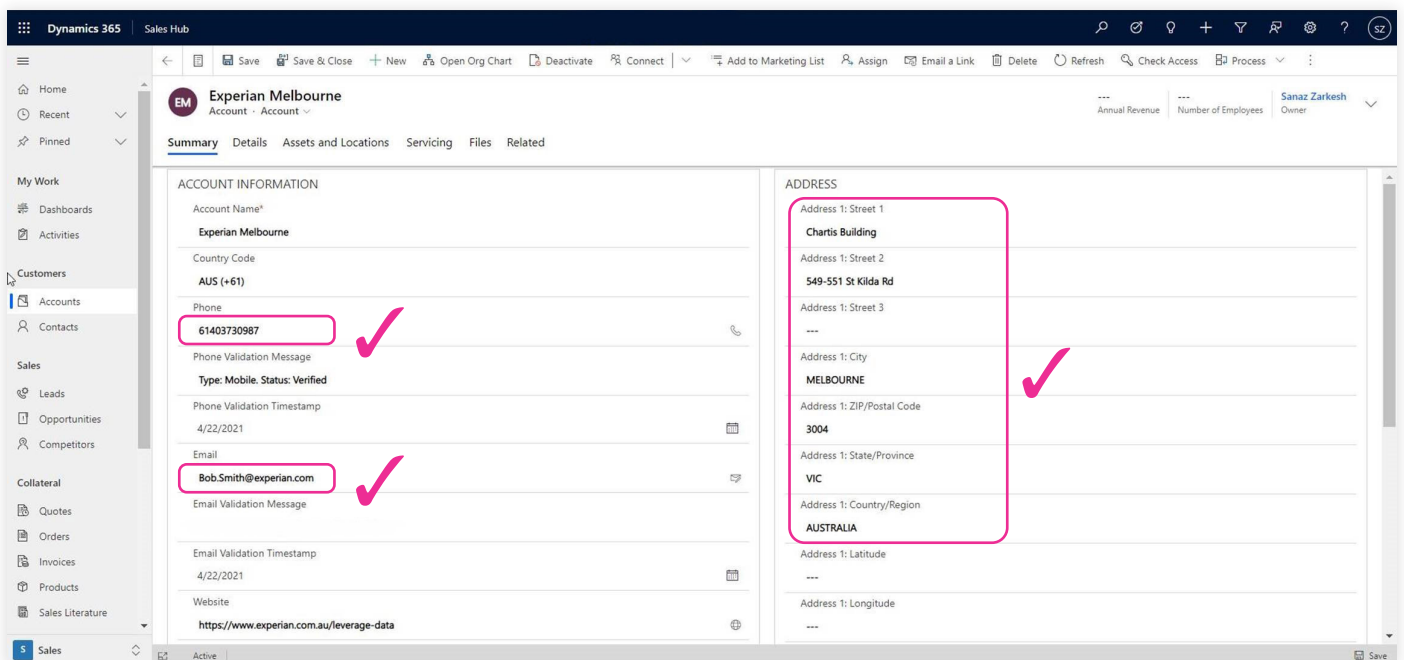 Dynamics 365 Sales Hub SZ
Save Save & Close New Open Org Chart Deactivate Connect Add to Marketing List Assign Email a Link Delete Refresh Check Access Process
Home
Recent
Pinned
My Work
Dashboards
Activities
Customers
Accounts
Contacts
Sales
Leads
Opportunities
Competitors
Collateral
Quotes
Orders
Invoices
Products
Sales Literature
S Sales
EM Experian Melbourne
Account · Account
--- Annual Revenue
--- Number of Employees
Sanaz Zarkesh
Owner
Summary Details Assets and Locations Servicing Files Related
ACCOUNT INFORMATION
Account Name*
Experian Melbourne
Country Code
AUS (+61)
Phone
61403730987
Phone Validation Message
Type: Mobile. Status: Verified
Phone Validation Timestamp
4/22/2021
Email
Bob.Smith@experian.com
Email Validation Message
Email Validation Timestamp
4/22/2021
Website
https://www.experian.com.au/leverage-data
ADDRESS
Address 1: Street 1
Chartis Building
Address 1: Street 2
549-551 St Kilda Rd
Address 1: Street 3
---
Address 1: City
MELBOURNE
Address 1: ZIP/Postal Code
3004
Address 1: State/Province
VIC
Address 1: Country/Region
AUSTRALIA
Address 1: Latitude
---
Address 1: Longitude
---
Active Save